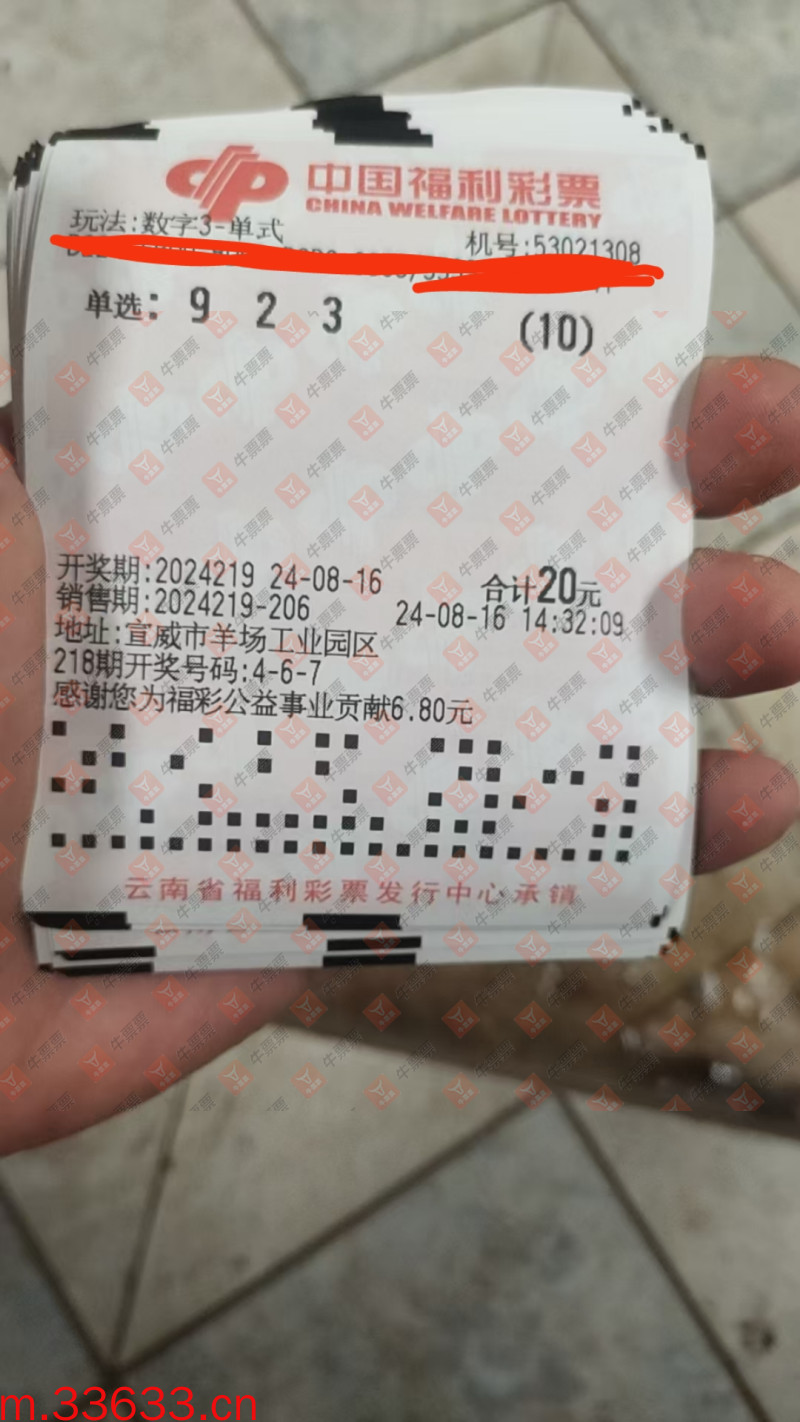 中国福利彩票
CHINA WELFARE LOTTERY
玩法:数字3-单式
机号:53021308
单选: 9 2 3 (10)
开奖期:2024219 24-08-16 合计20元
销售期:2024219-206 24-08-16 14:32:09
地址:宣威市羊场工业园区
218期开奖号码:4-6-7
感谢您为福彩公益事业贡献6.80元
云南省福利彩票发行中心承销
牛票票
m.33633.cn